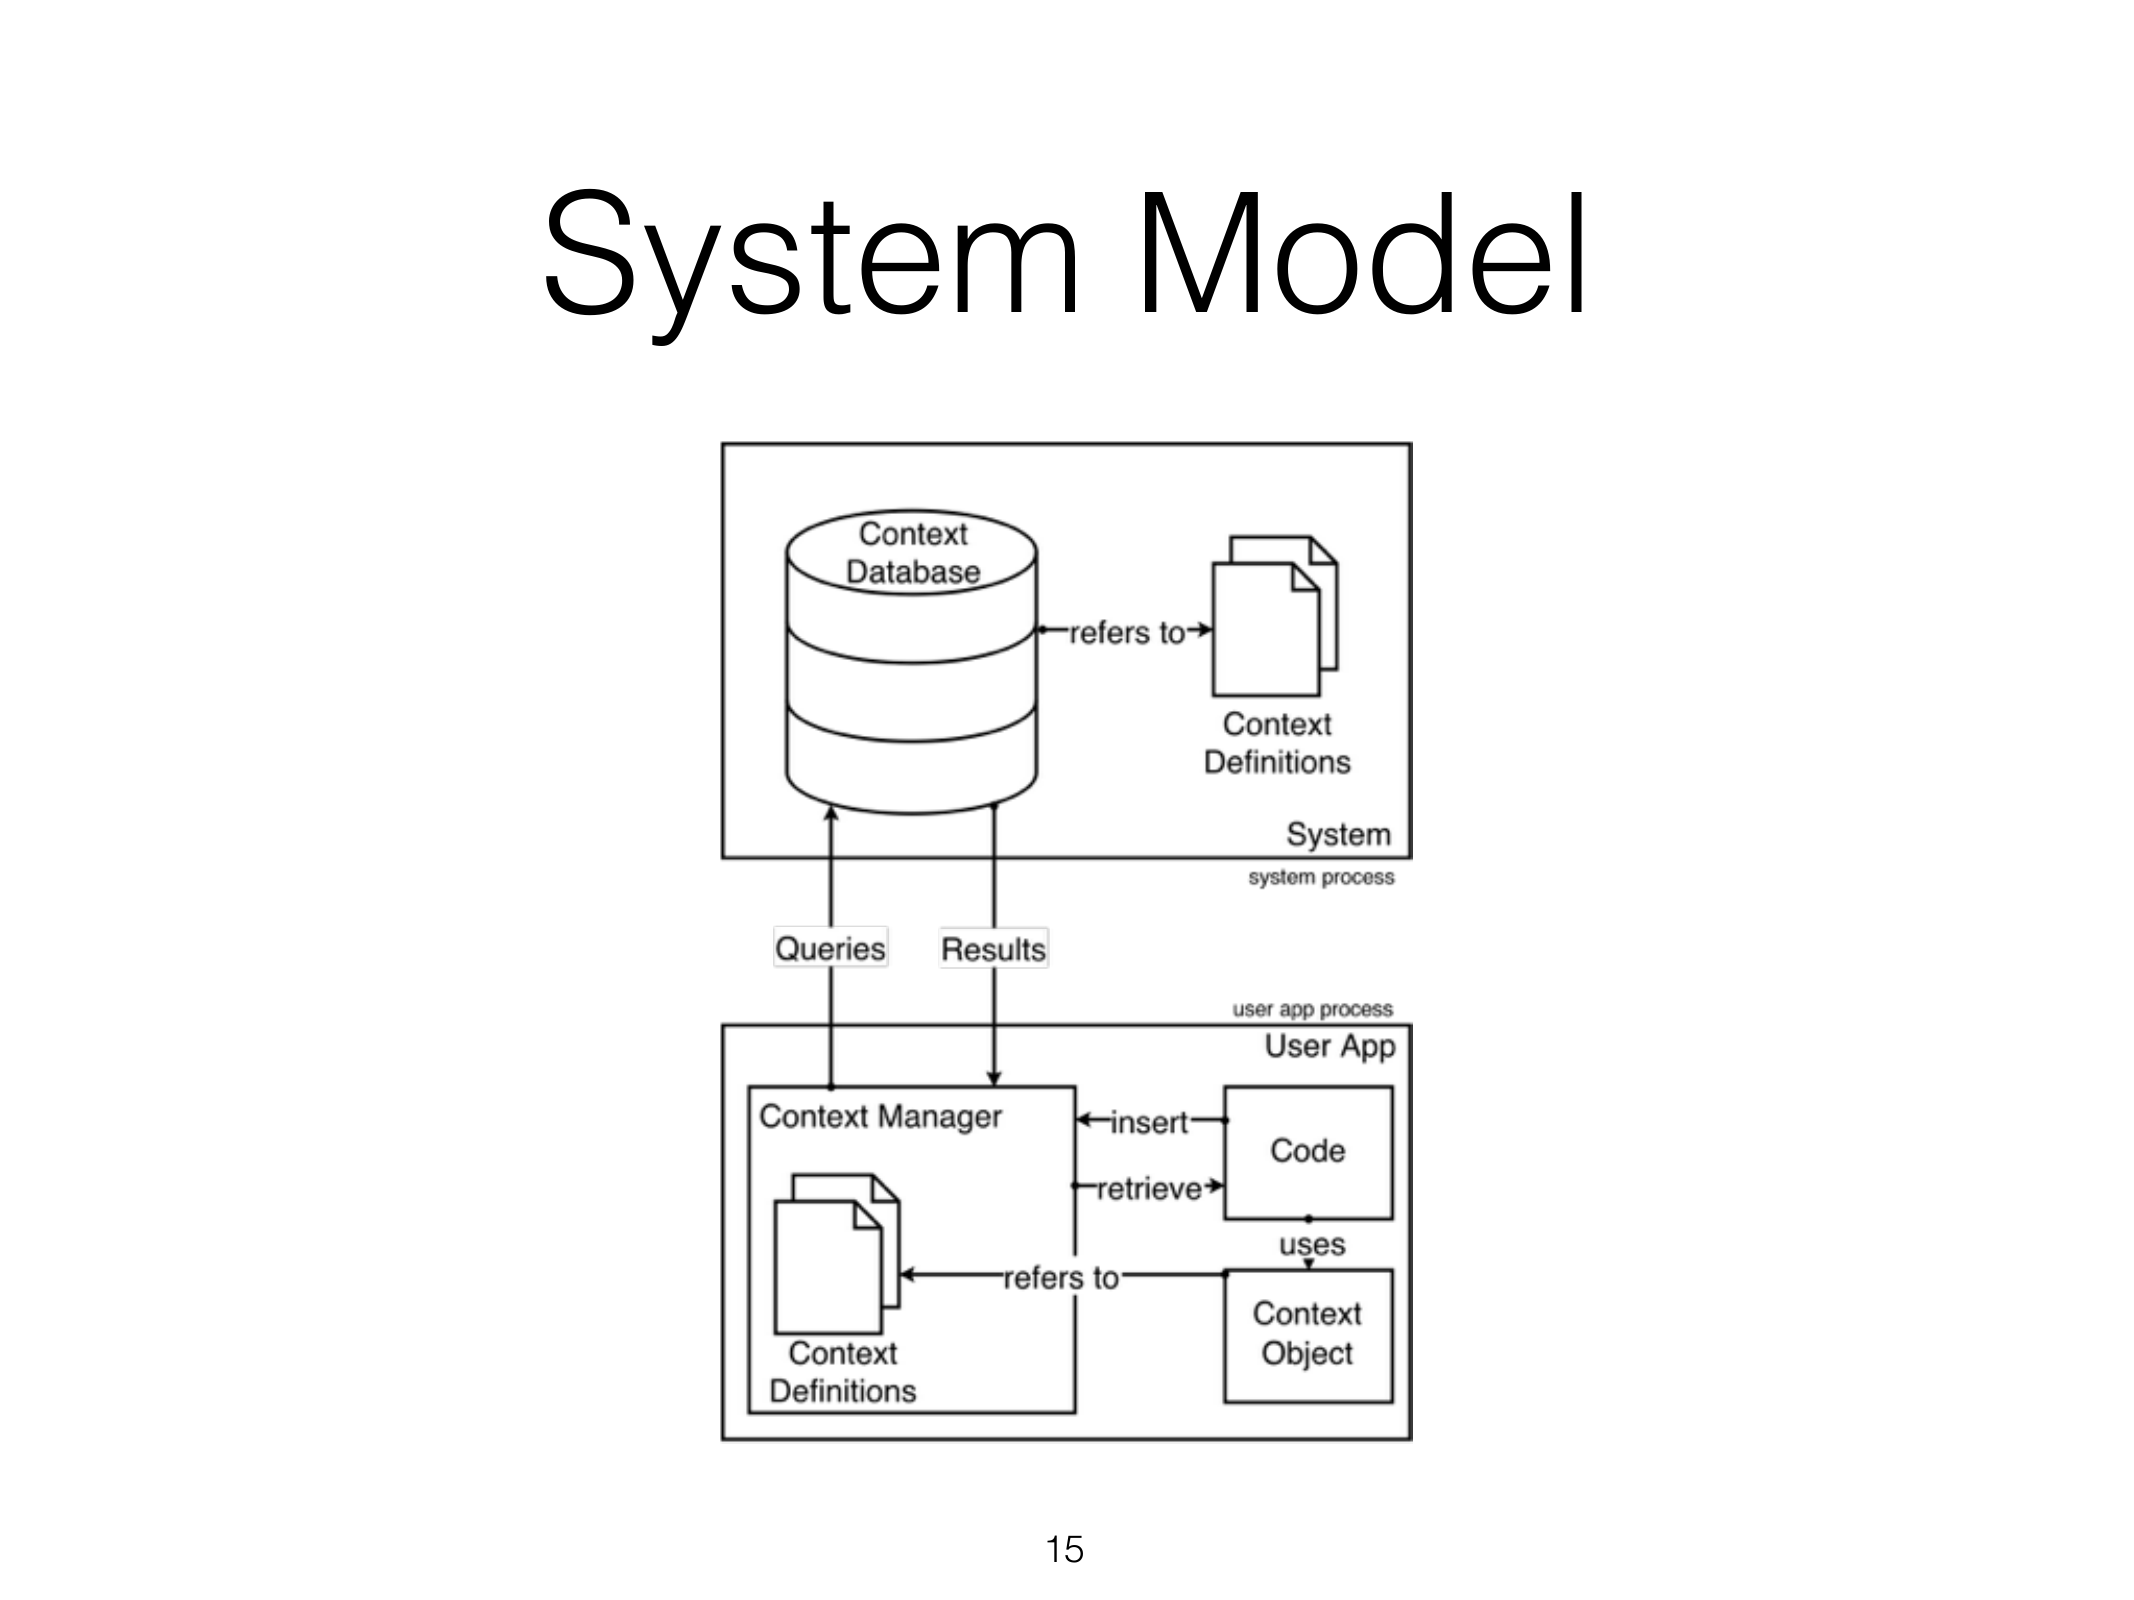 System Model
Context
Database
refers to
Context
Definitions
System
system process
Queries
Results
user app process
User App
Context Manager
insert
Code
retrieve
uses
refers to
Context
Object
Context
Definitions
15